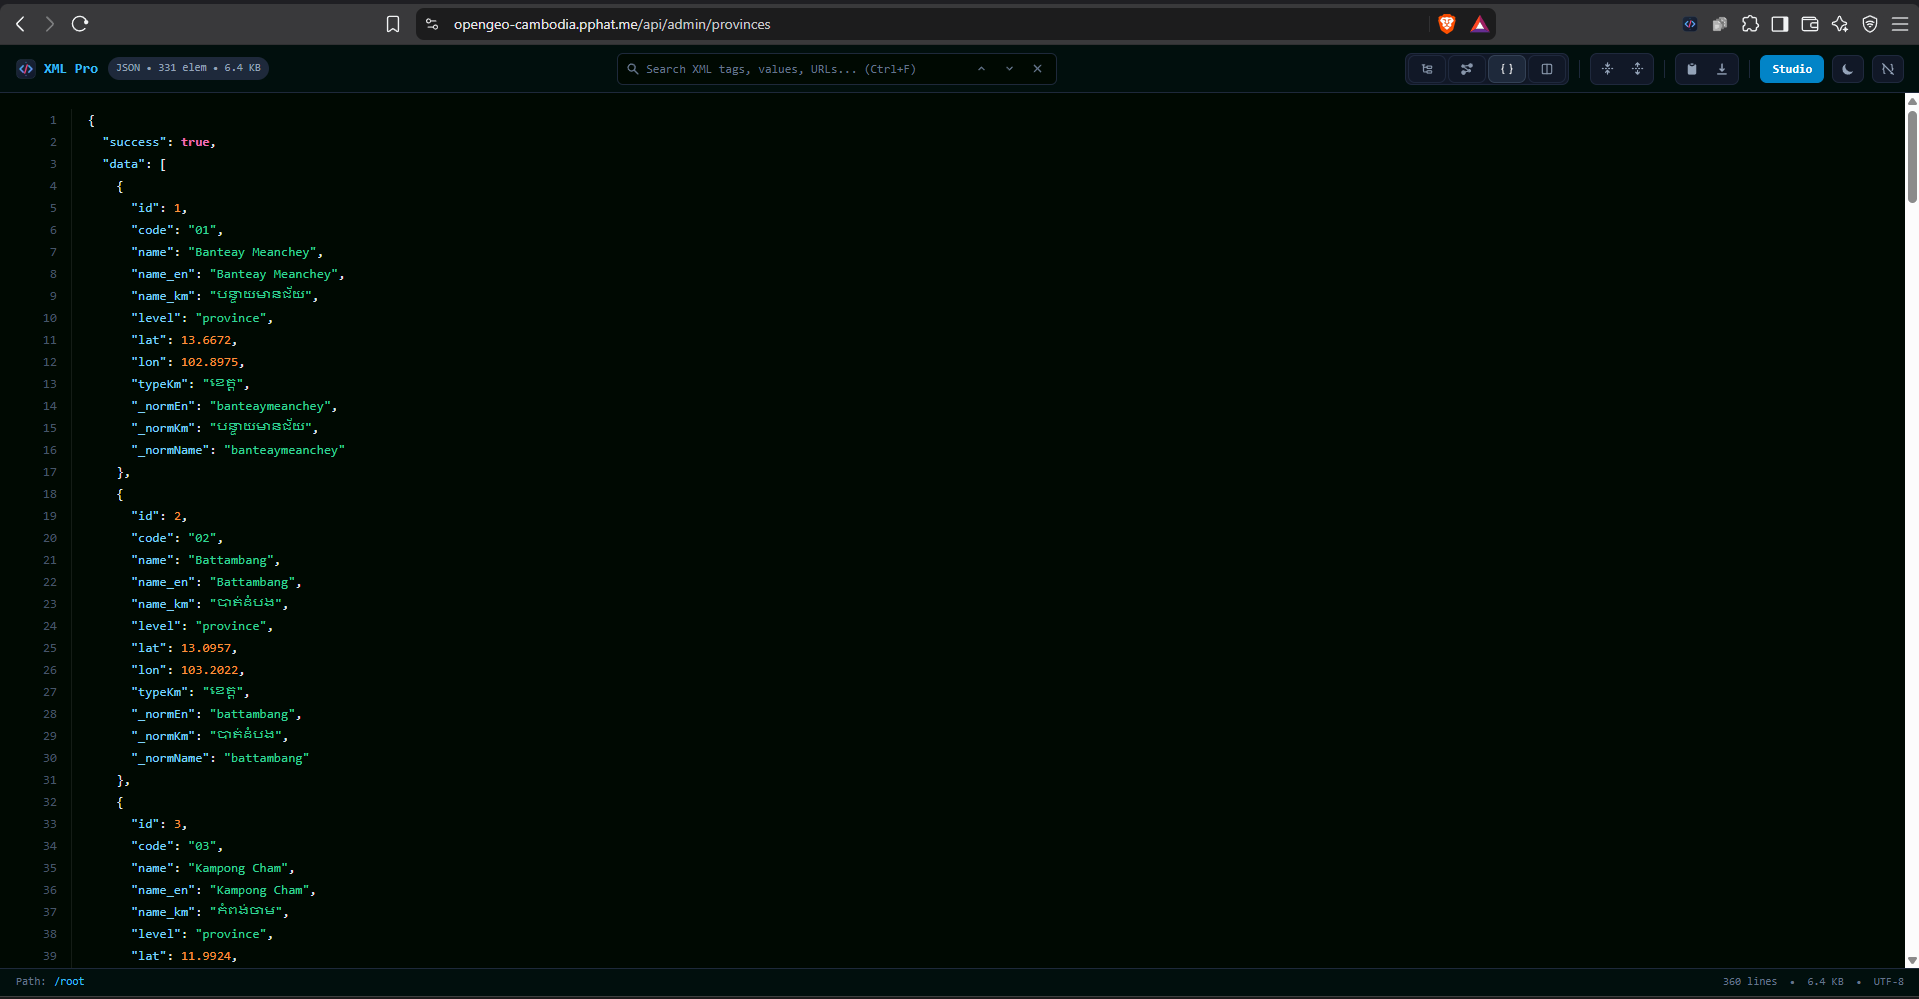 opengeo-cambodia.pphat.me/api/admin/provinces
XML Pro JSON • 331 elem • 6.4 KB Search XML tags, values, URLs... (Ctrl+F) Studio
1 {
2 "success": true,
3 "data": [
4 {
5 "id": 1,
6 "code": "01",
7 "name": "Banteay Meanchey",
8 "name_en": "Banteay Meanchey",
9 "name_km": "បន្ទាយមានជ័យ",
10 "level": "province",
11 "lat": 13.6672,
12 "lon": 102.8975,
13 "typeKm": "ខេត្ត",
14 "_normEn": "banteaymeanchey",
15 "_normKm": "បន្ទាយមានជ័យ",
16 "_normName": "banteaymeanchey"
17 },
18 {
19 "id": 2,
20 "code": "02",
21 "name": "Battambang",
22 "name_en": "Battambang",
23 "name_km": "បាត់ដំបង",
24 "level": "province",
25 "lat": 13.0957,
26 "lon": 103.2022,
27 "typeKm": "ខេត្ត",
28 "_normEn": "battambang",
29 "_normKm": "បាត់ដំបង",
30 "_normName": "battambang"
31 },
32 {
33 "id": 3,
34 "code": "03",
35 "name": "Kampong Cham",
36 "name_en": "Kampong Cham",
37 "name_km": "កំពង់ចាម",
38 "level": "province",
39 "lat": 11.9924,
Path: /root 360 lines • 6.4 KB • UTF-8